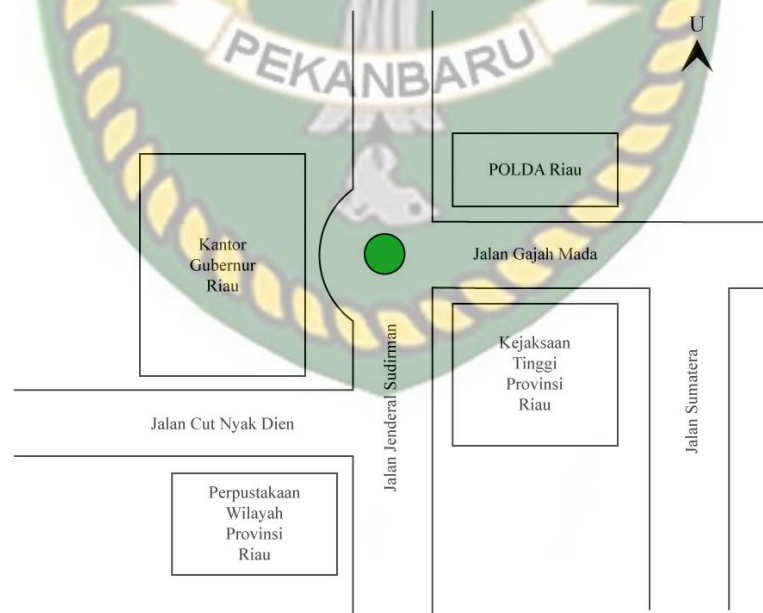 U
PEKANBARU
POLDA Riau
Kantor
Gubernur
Riau
Jalan Gajah Mada
Kejaksaan
Tinggi
Provinsi
Riau
Jalan Jenderal Sudirman
Jalan Sumatera
Jalan Cut Nyak Dien
Perpustakaan
Wilayah
Provinsi
Riau